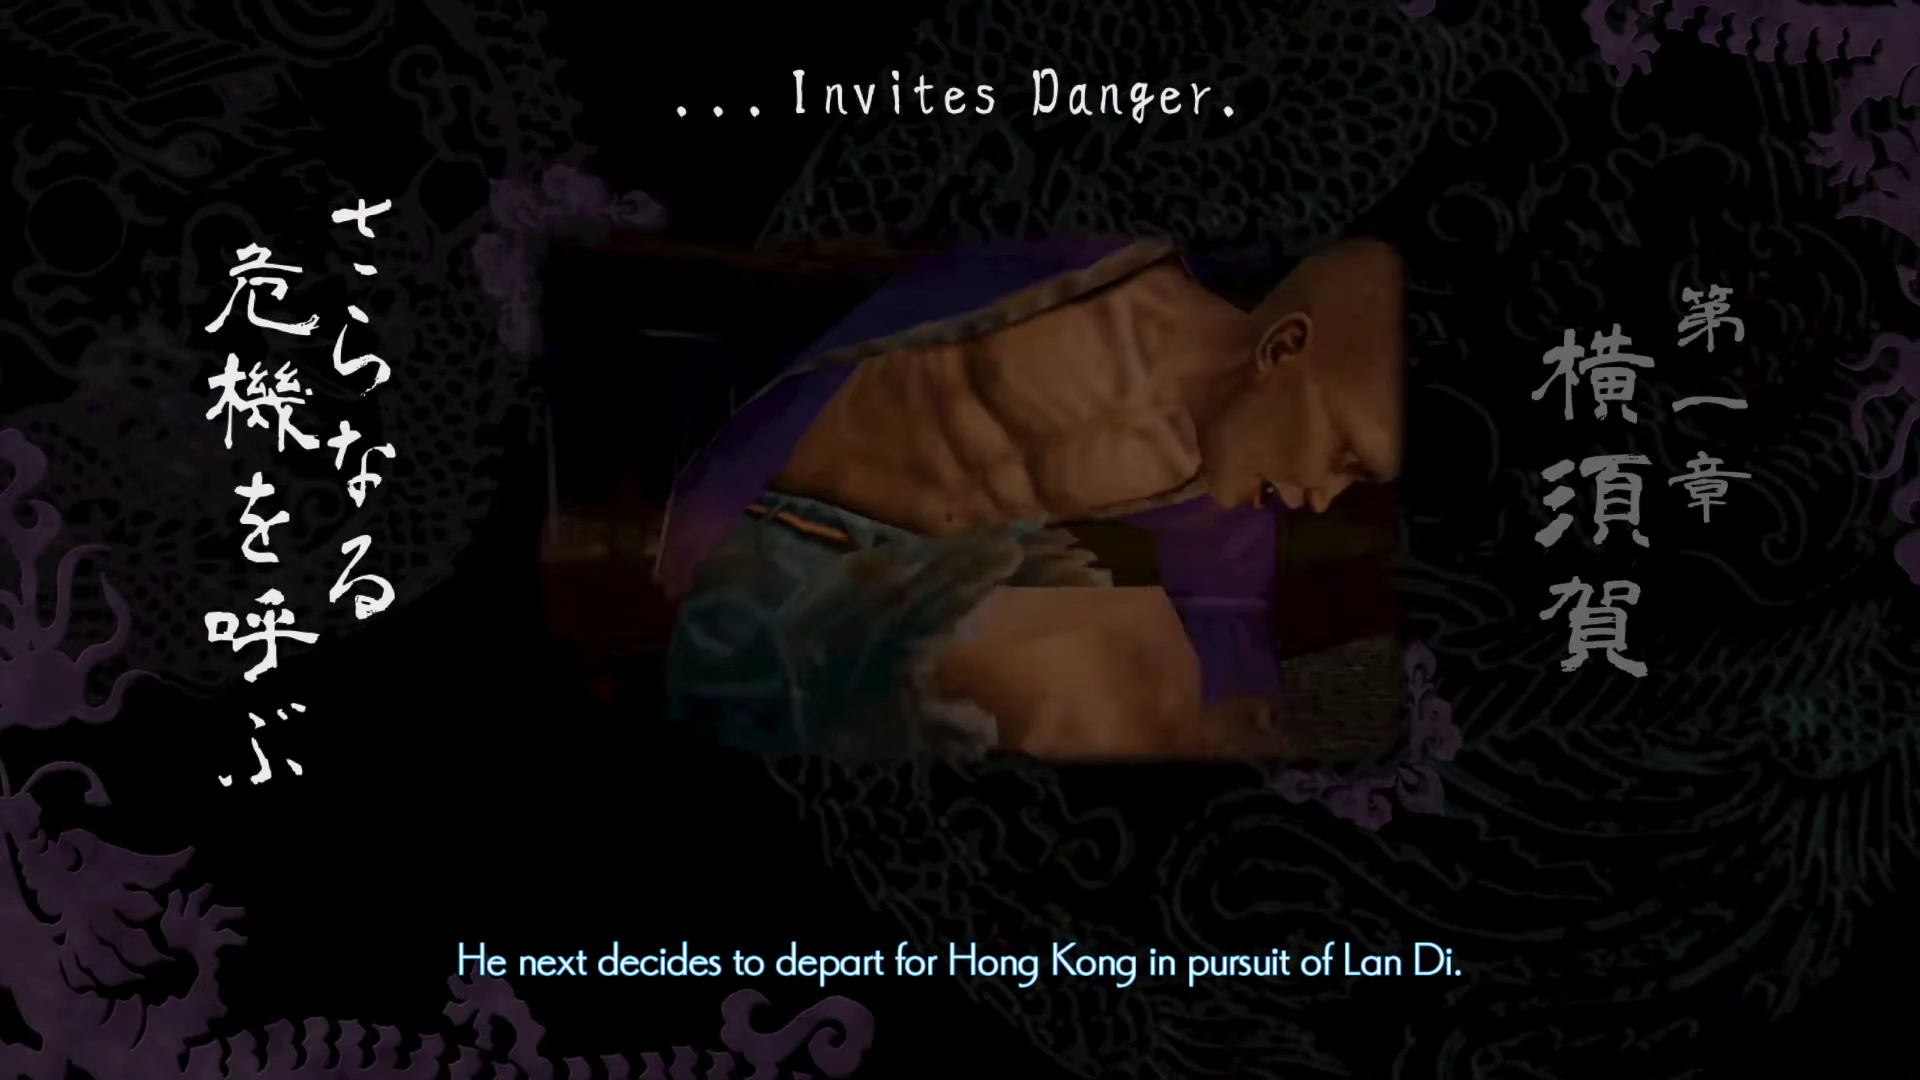 ...Invites Danger.
第一章
横須賀
さらなる
危機を呼ぶ
He next decides to depart for Hong Kong in pursuit of Lan Di.